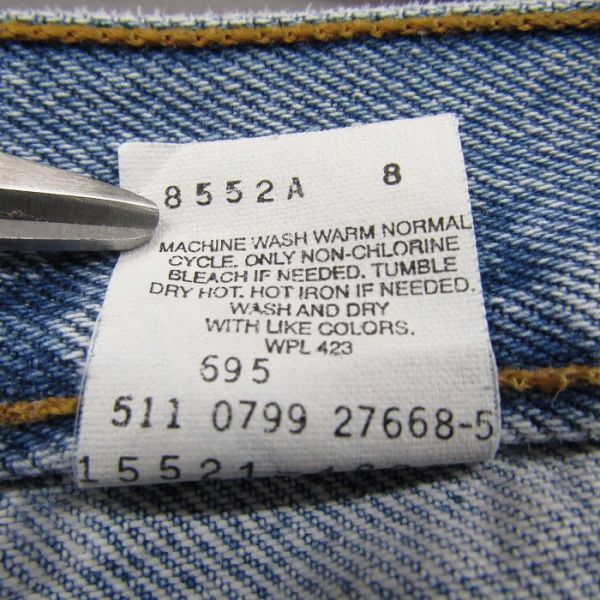 8552A 8
MACHINE WASH WARM NORMAL
CYCLE. ONLY NON-CHLORINE
BLEACH IF NEEDED. TUMBLE
DRY HOT. HOT IRON IF NEEDED.
WASH AND DRY
WITH LIKE COLORS.
WPL 423
695
511 0799 27668-5
15521